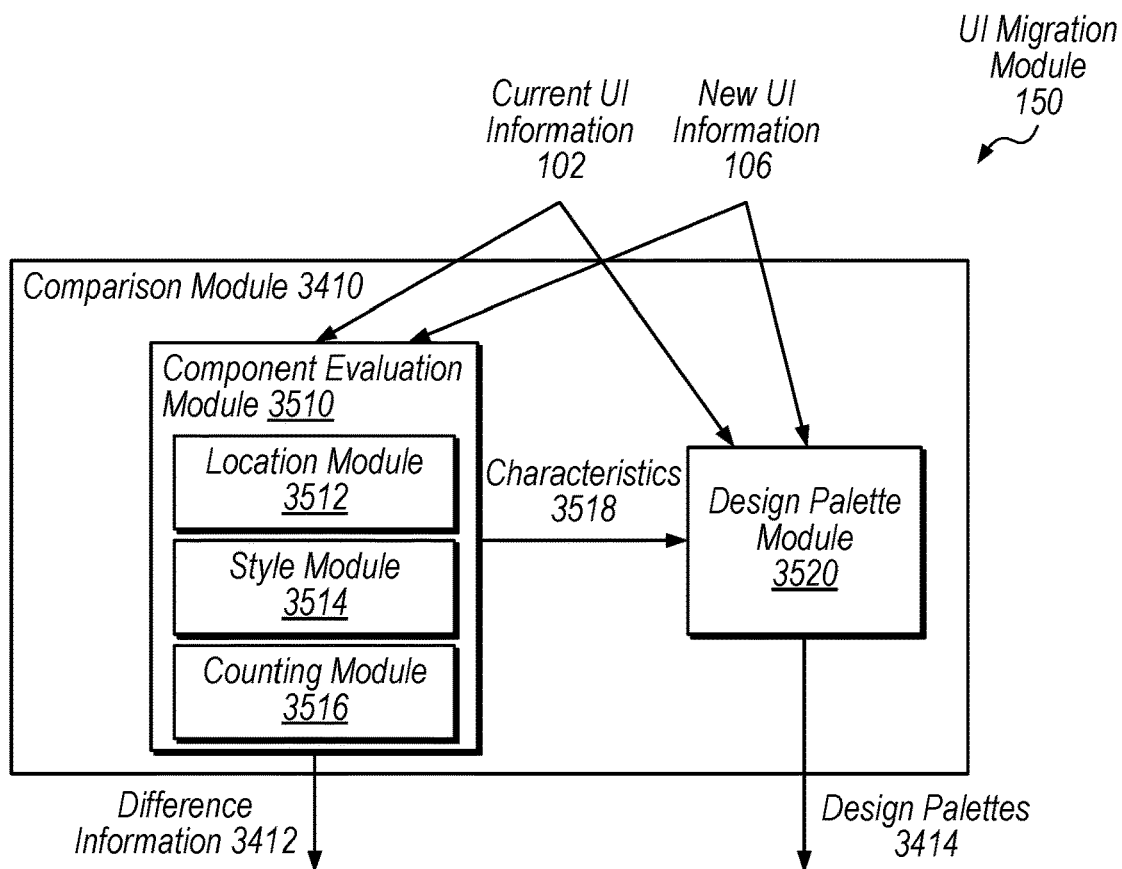 UI Migration
Module
150
Current UI
Information
102
New UI
Information
106
Comparison Module 3410
Component Evaluation
Module 3510
Location Module
3512
Style Module
3514
Counting Module
3516
Characteristics
3518
Design Palette
Module
3520
Difference
Information 3412
Design Palettes
3414